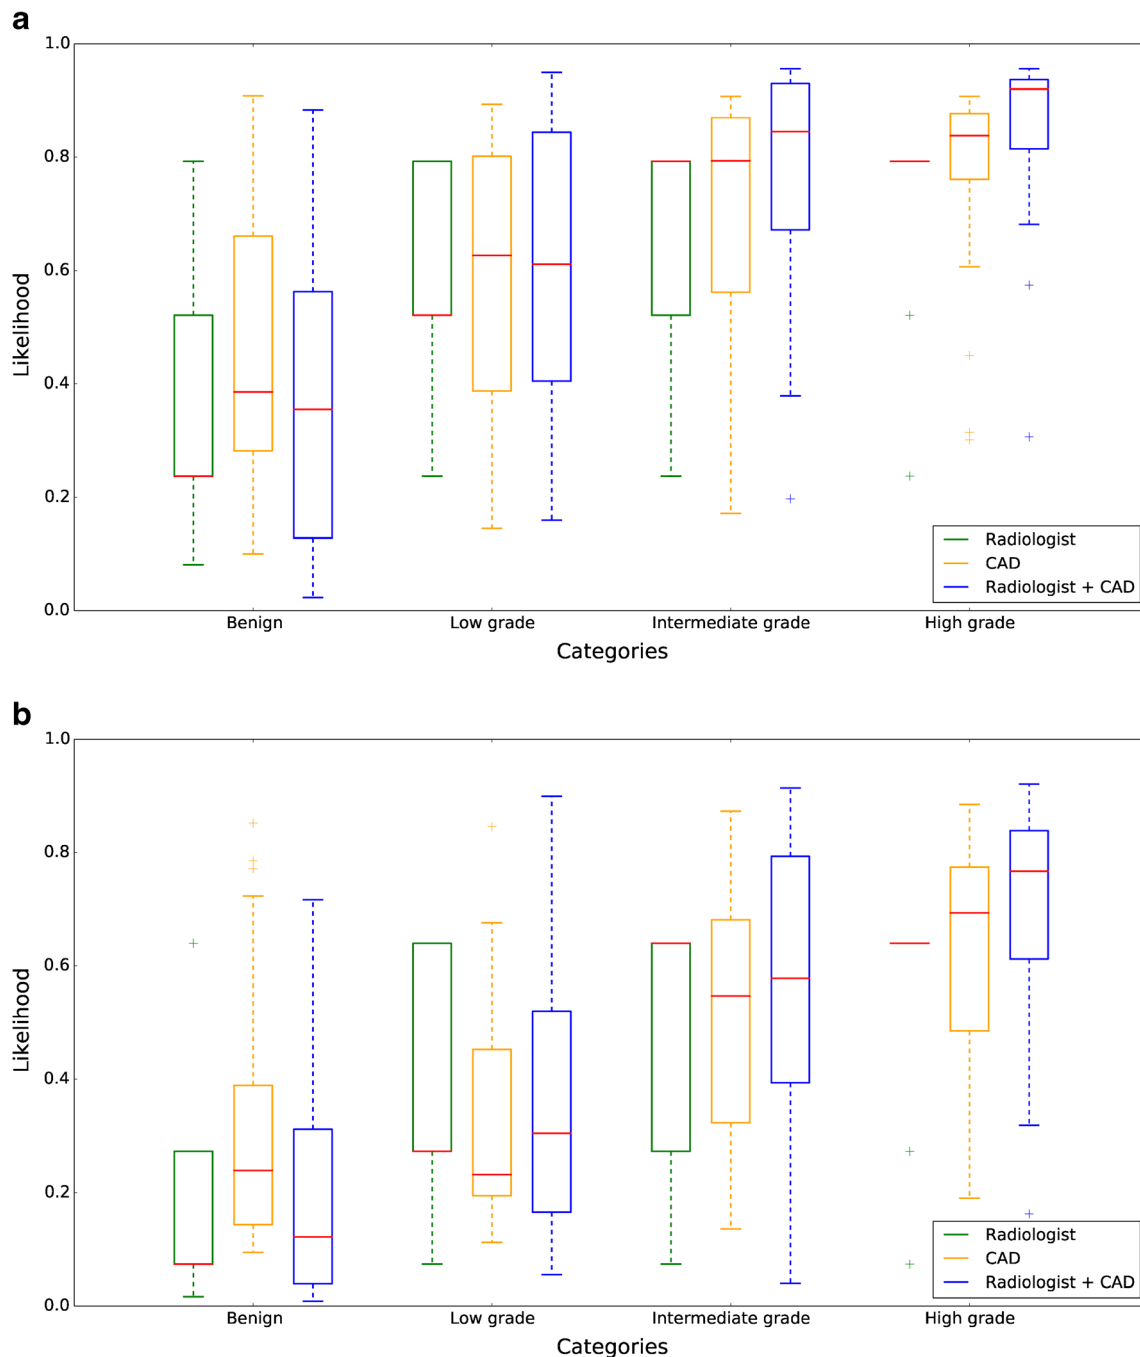 a
1.0
0.8
0.6
0.4
0.2
0.0
Likelihood
Benign
Low grade
Intermediate grade
High grade
Categories
Radiologist
CAD
Radiologist + CAD
b
1.0
0.8
0.6
0.4
0.2
0.0
Likelihood
Benign
Low grade
Intermediate grade
High grade
Categories
Radiologist
CAD
Radiologist + CAD